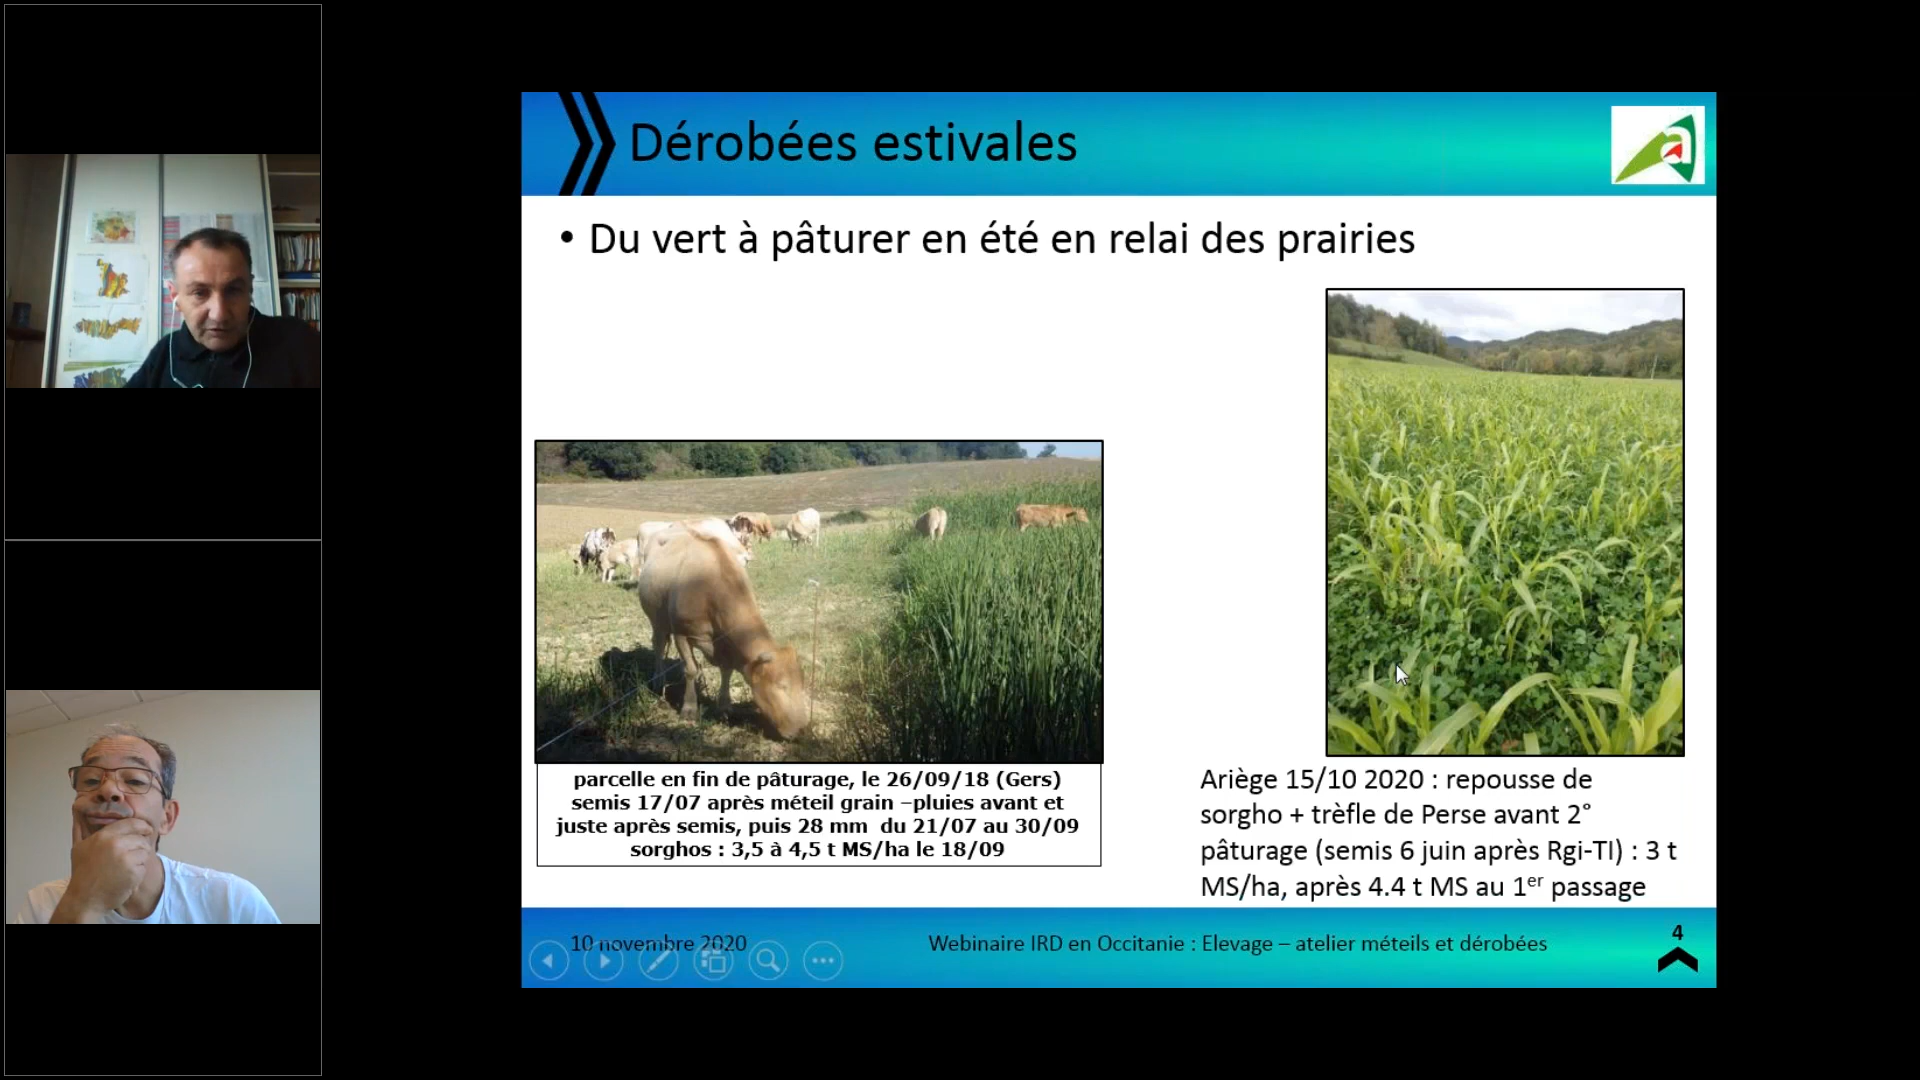 Dérobées estivales
• Du vert à pâturer en été en relai des prairies
parcelle en fin de pâturage, le 26/09/18 (Gers)
semis 17/07 après méteil grain –pluies avant et
juste après semis, puis 28 mm du 21/07 au 30/09
sorghos : 3,5 à 4,5 t MS/ha le 18/09
Ariège 15/10 2020 : repousse de
sorgho + trèfle de Perse avant 2°
pâturage (semis 6 juin après Rgi-TI) : 3 t
MS/ha, après 4.4 t MS au 1er passage
10 novembre 2020
Webinaire IRD en Occitanie : Elevage – atelier méteils et dérobées
4